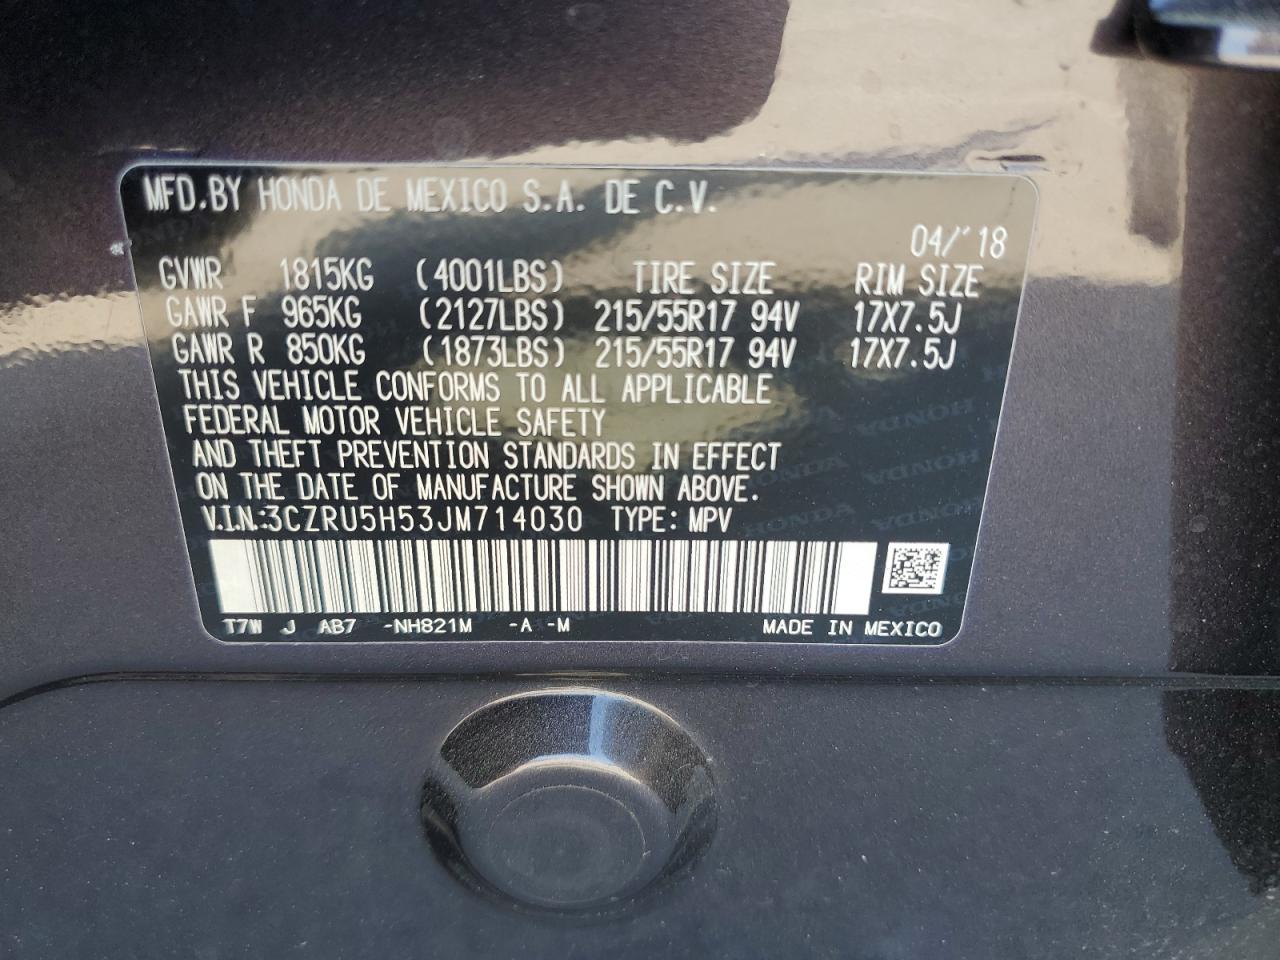 MFD.BY HONDA DE MEXICO S.A. DE C.V.
04/'18
GVWR 1815KG (4001LBS) TIRE SIZE RIM SIZE
GAWR F 965KG (2127LBS) 215/55R17 94V 17X7.5J
GAWR R 850KG (1873LBS) 215/55R17 94V 17X7.5J
THIS VEHICLE CONFORMS TO ALL APPLICABLE
FEDERAL MOTOR VEHICLE SAFETY
AND THEFT PREVENTION STANDARDS IN EFFECT
ON THE DATE OF MANUFACTURE SHOWN ABOVE.
V.I.N.:3CZRU5H53JM714030 TYPE: MPV
T7W J AB7 -NH821M -A -M MADE IN MEXICO